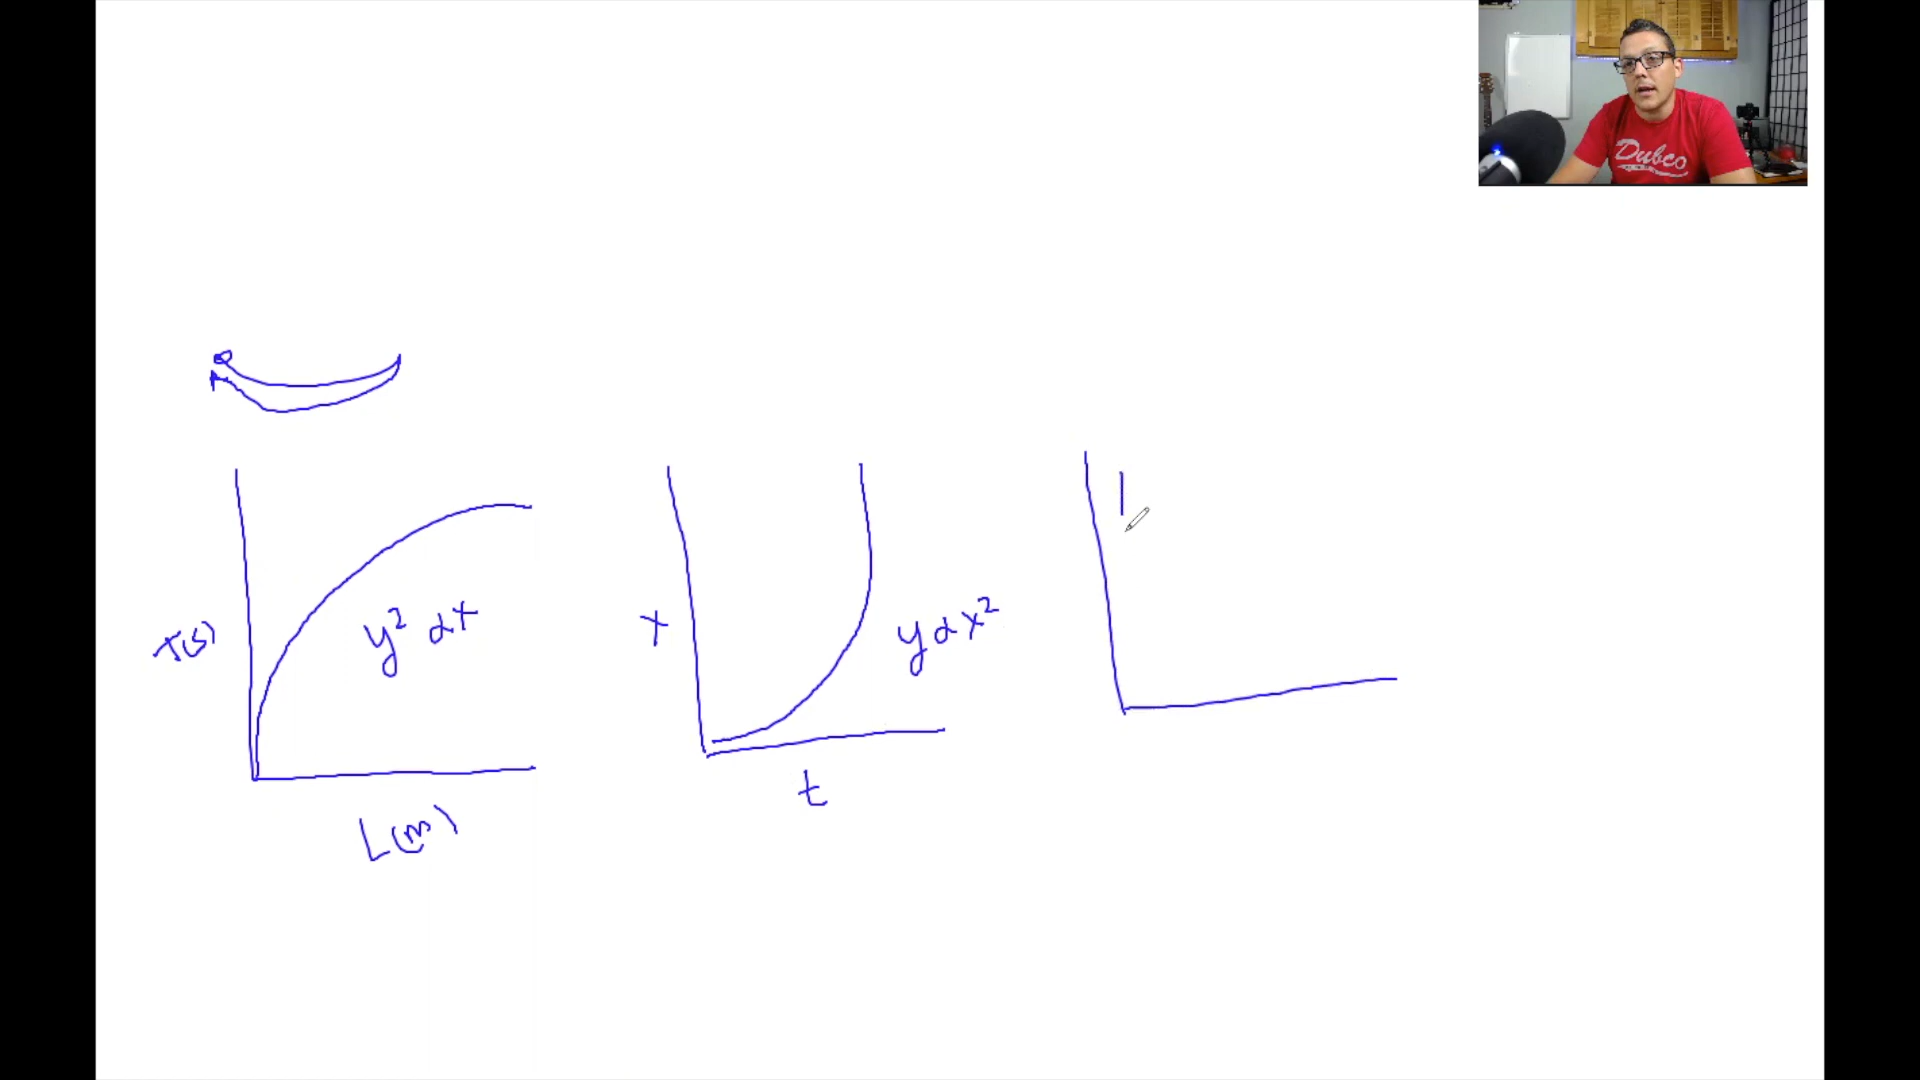 Dubco
T(s)
y² α x
L(m)
x
y α x²
t